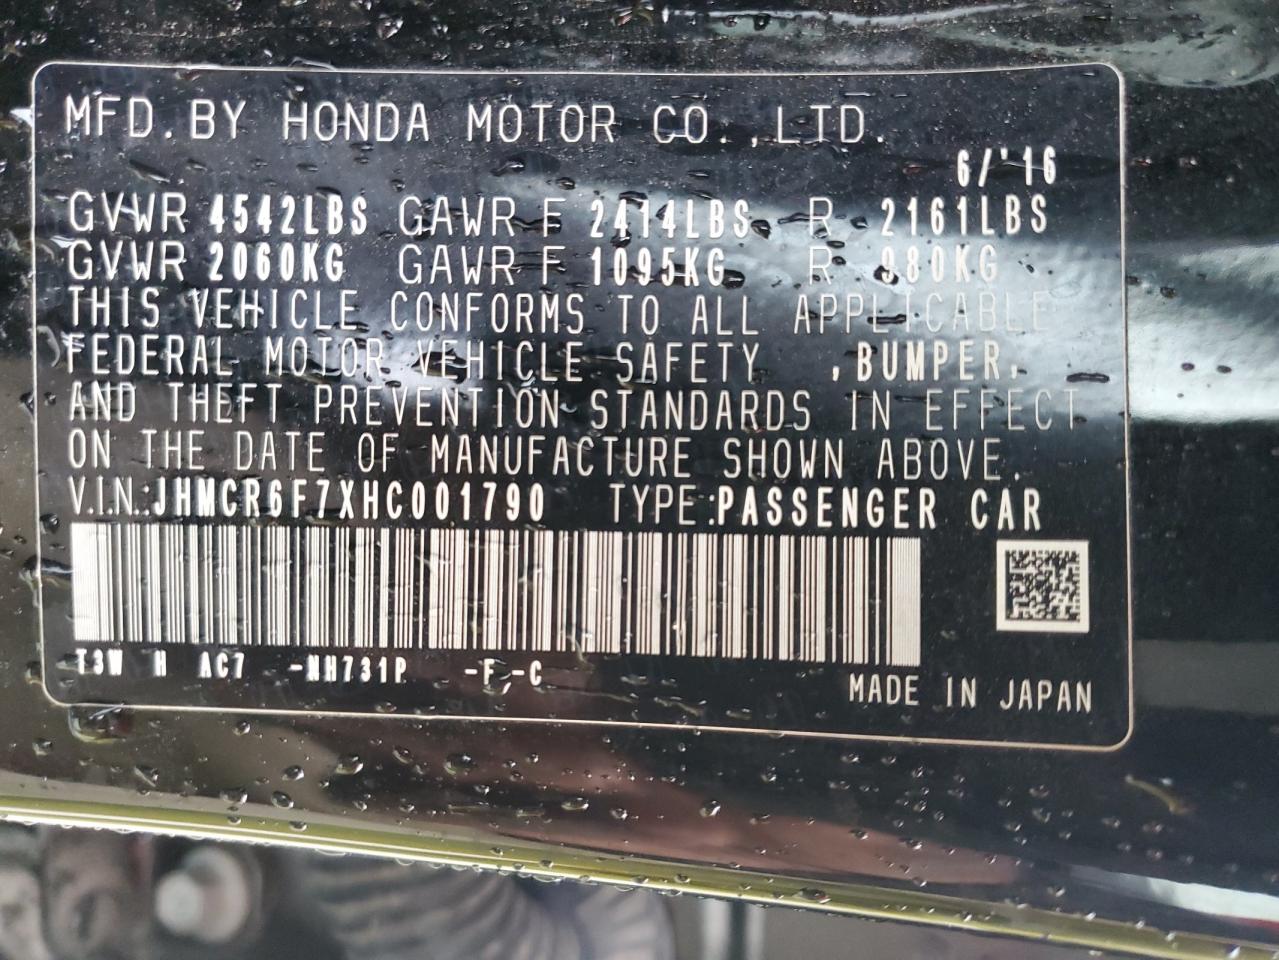 MFD. BY HONDA MOTOR CO., LTD.
6/'16
GVWR 4542LBS GAWR F 2414LBS R 2161LBS
GVWR 2060KG GAWR F 1095KG R 980KG
THIS VEHICLE CONFORMS TO ALL APPLICABLE
FEDERAL MOTOR VEHICLE SAFETY ,BUMPER,
AND THEFT PREVENTION STANDARDS IN EFFECT
ON THE DATE OF MANUFACTURE SHOWN ABOVE.
V.I.N.:JHMCR6F7XHC001790 TYPE:PASSENGER CAR
T3W H AC7 -NH731P -F,-C
MADE IN JAPAN